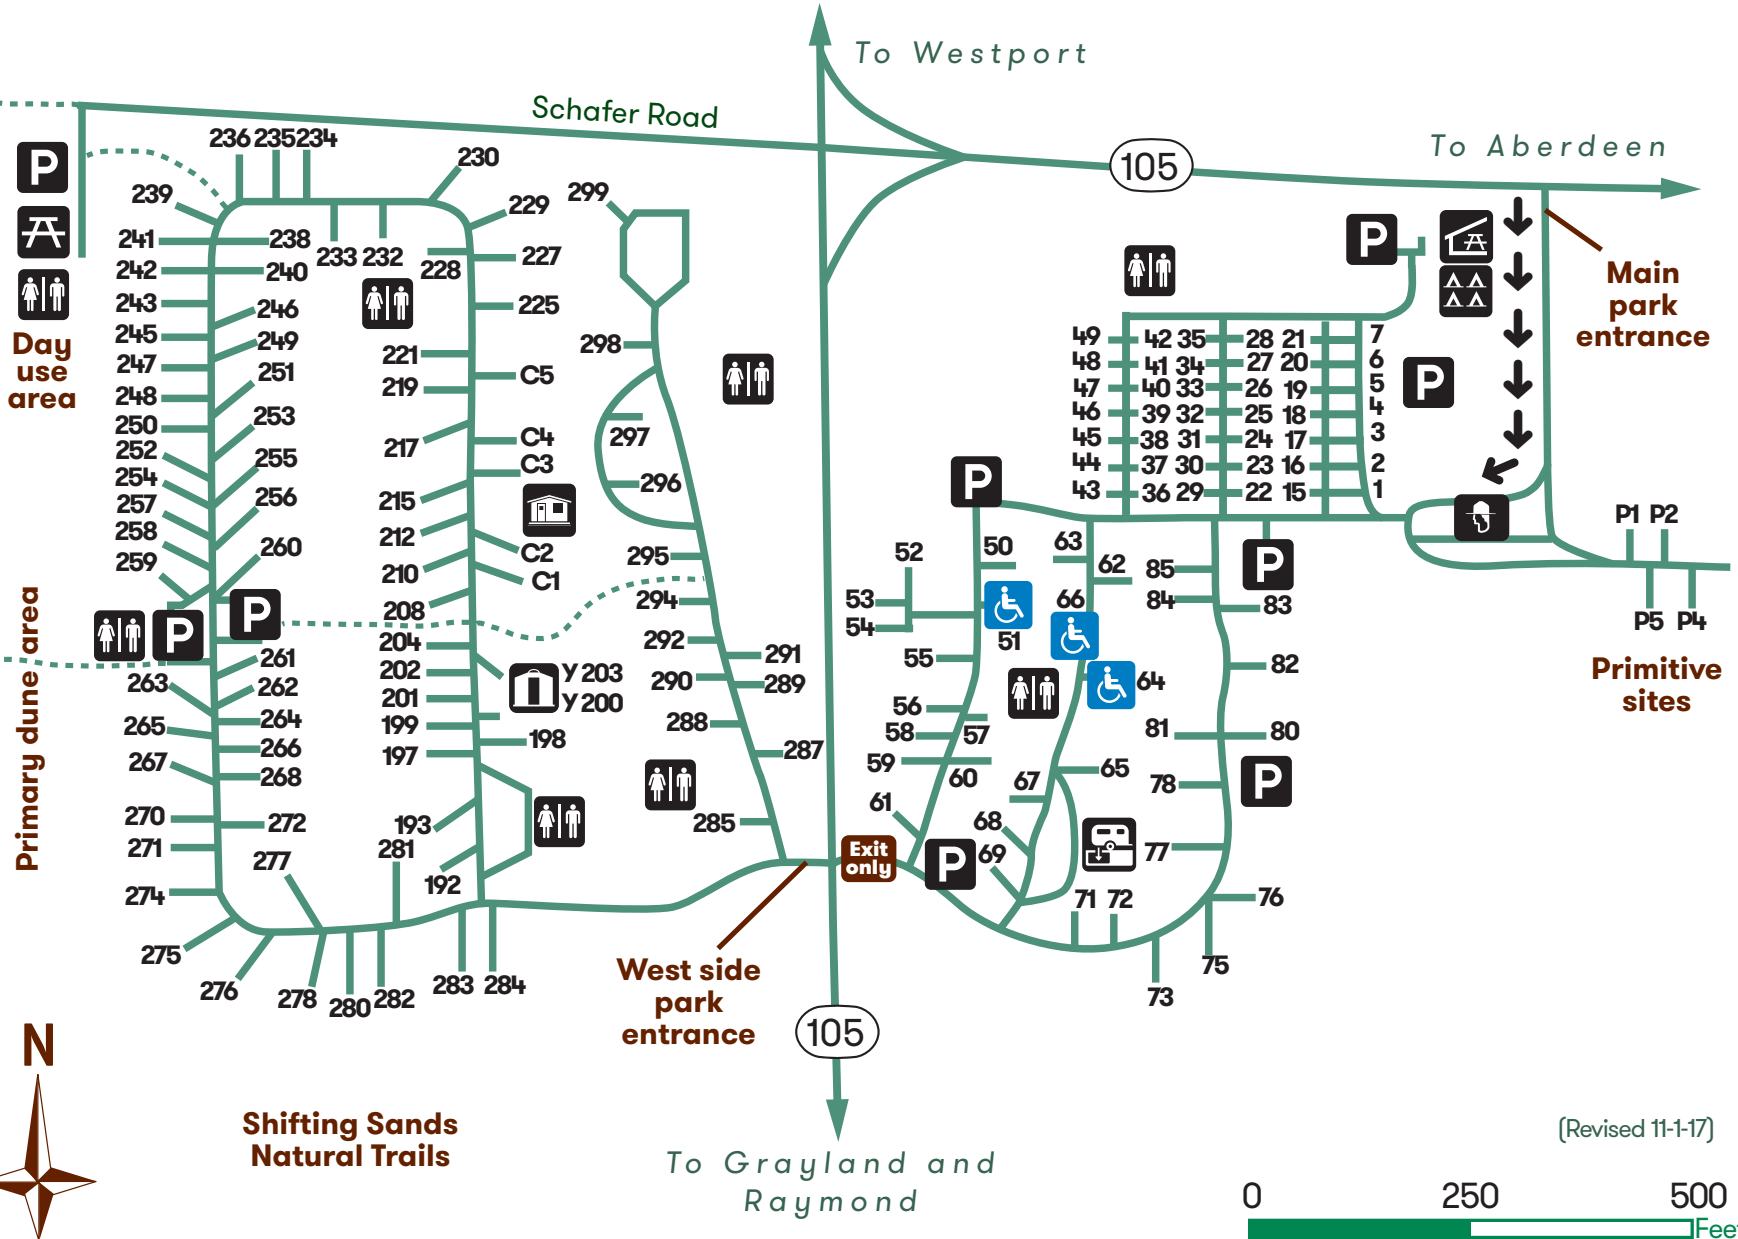 To Westport
Schafer Road
105
To Aberdeen
Main
park
entrance
P
Day
use
area
236 235 234
230
239
229
299
241 238
233 232
228
227
242 240
243
246
225
245
249
247
221
298
C5
251
248
219
250
253
217
C4
297
252
C3
255
254
296
215
257
256
258
212
C2
259
260
210
C1
295
208
294
P
P
204
292
291
261
202
Y 203
263
262
201
Y 200
290
289
265
264
199
288
266
197
198
287
267
268
270
272
193
285
271
281
277
192
274
275
276
278
280
282
283
284
Primary dune area
49 42 35 28 21 7
48 41 34 27 20 6
47 40 33 26 19 5
46 39 32 25 18 4
45 38 31 24 17 3
44 37 30 23 16 2
43 36 29 22 15 1
P
P
P
P
P1 P2
P5 P4
Primitive
sites
52
50
63
62
85
53
66
84
83
54
51
55
82
64
56
58
57
81
80
59
60
65
67
78
P
61
68
69
77
71 72
76
75
73
Exit
only
P
West side
park
entrance
105
To Grayland and
Raymond
N
Shifting Sands
Natural Trails
(Revised 11-1-17)
0 250 500
Feet